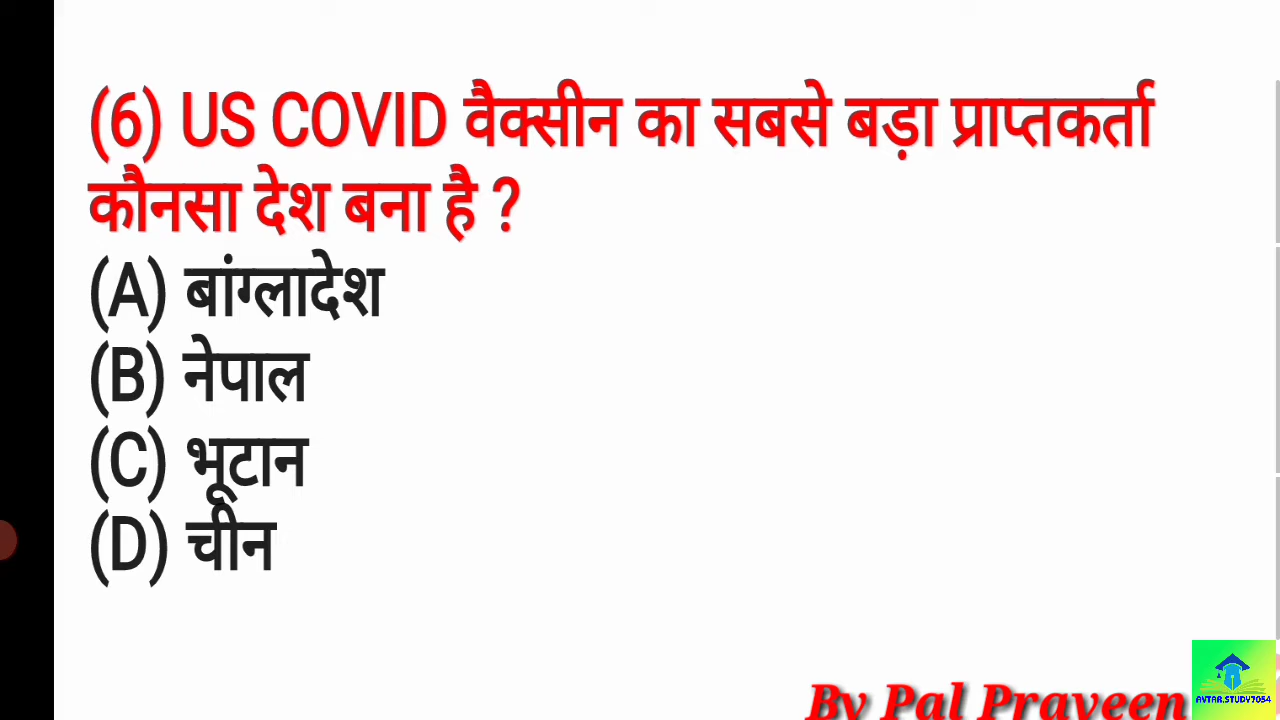 (6) US COVID वैक्सीन का सबसे बड़ा प्राप्तकर्ता
कौनसा देश बना है ?
(A) बांग्लादेश
(B) नेपाल
(C) भूटान
(D) चीन
By Pal Praveen
AVTAR.STUDY7054